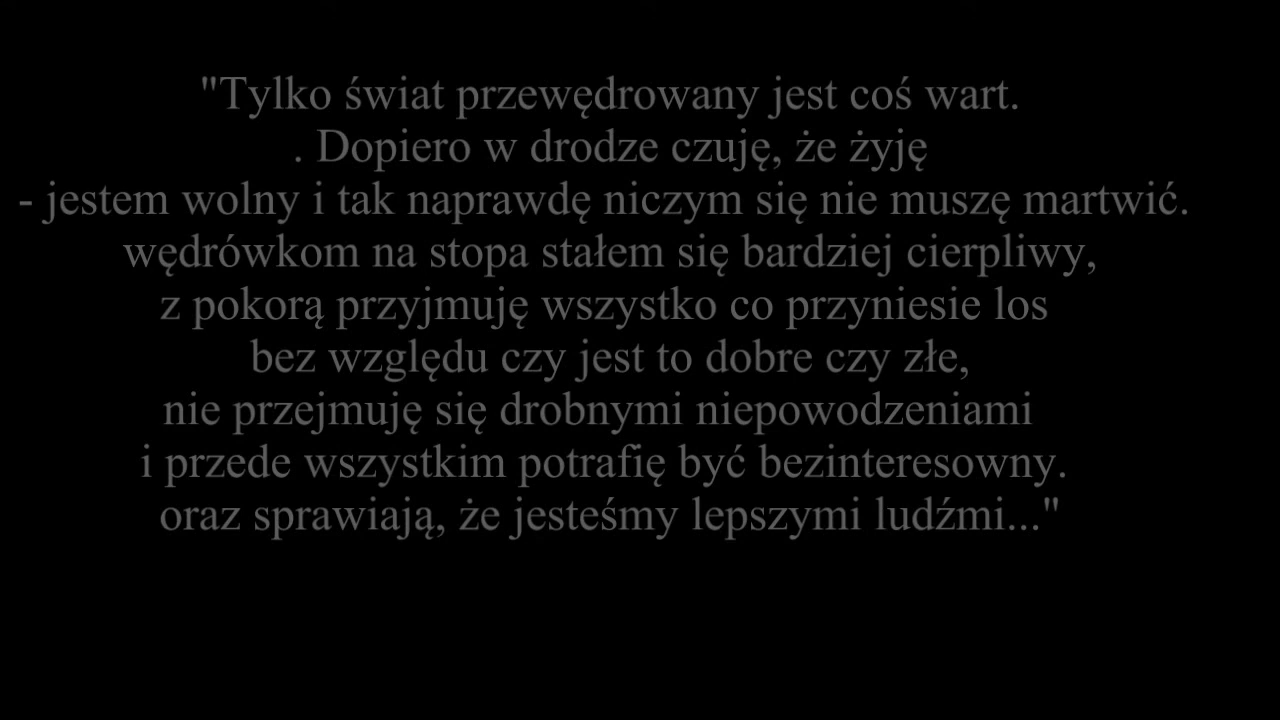 "Tylko świat przewędrowany jest coś wart.
. Dopiero w drodze czuję, że żyję
- jestem wolny i tak naprawdę niczym się nie muszę martwić.
wędrówkom na stopa stałem się bardziej cierpliwy,
z pokorą przyjmuję wszystko co przyniesie los
bez względu czy jest to dobre czy złe,
nie przejmuję się drobnymi niepowodzeniami
i przede wszystkim potrafię być bezinteresowny.
oraz sprawiają, że jesteśmy lepszymi ludźmi..."